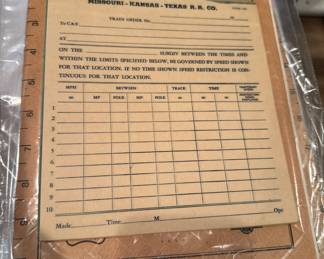 MISSOURI - KANSAS - TEXAS R. R. CO.
TRAIN ORDER No.
To C&E
AT
ON THE SUBDIV BETWEEN THE TIMES AND
WITHIN THE LIMITS SPECIFIED BELOW, BE GOVERNED BY SPEED SHOWN
FOR THAT LOCATION. IF NO TIME SHOWN SPEED RESTRICTION IS CON-
TINUOUS FOR THAT LOCATION.
MPH BETWEEN TRACK TIME
MP POLE MP POLE
1
2
3
4
5
6
7
8
9
10
Made Time M Opr